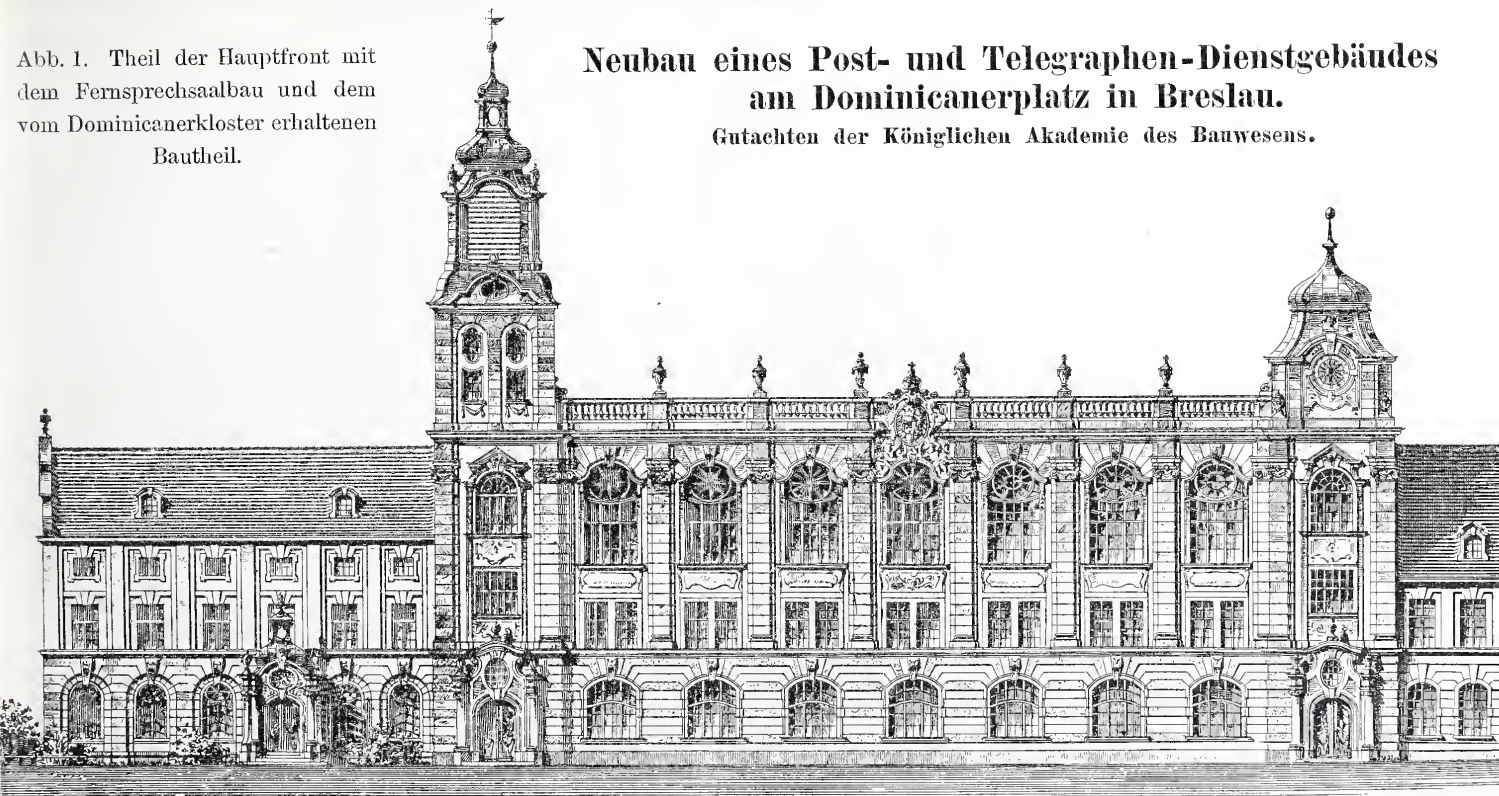 Abb. 1. Theil der Hauptfront mit
dem Fernsprechsaalbau und dem
vom Dominicanerkloster erhaltenen
Bautheil.
Neubau eines Post- und Telegraphen-Dienstgebäudes
am Dominicanerplatz in Breslau.
Gutachten der Königlichen Akademie des Bauwesens.